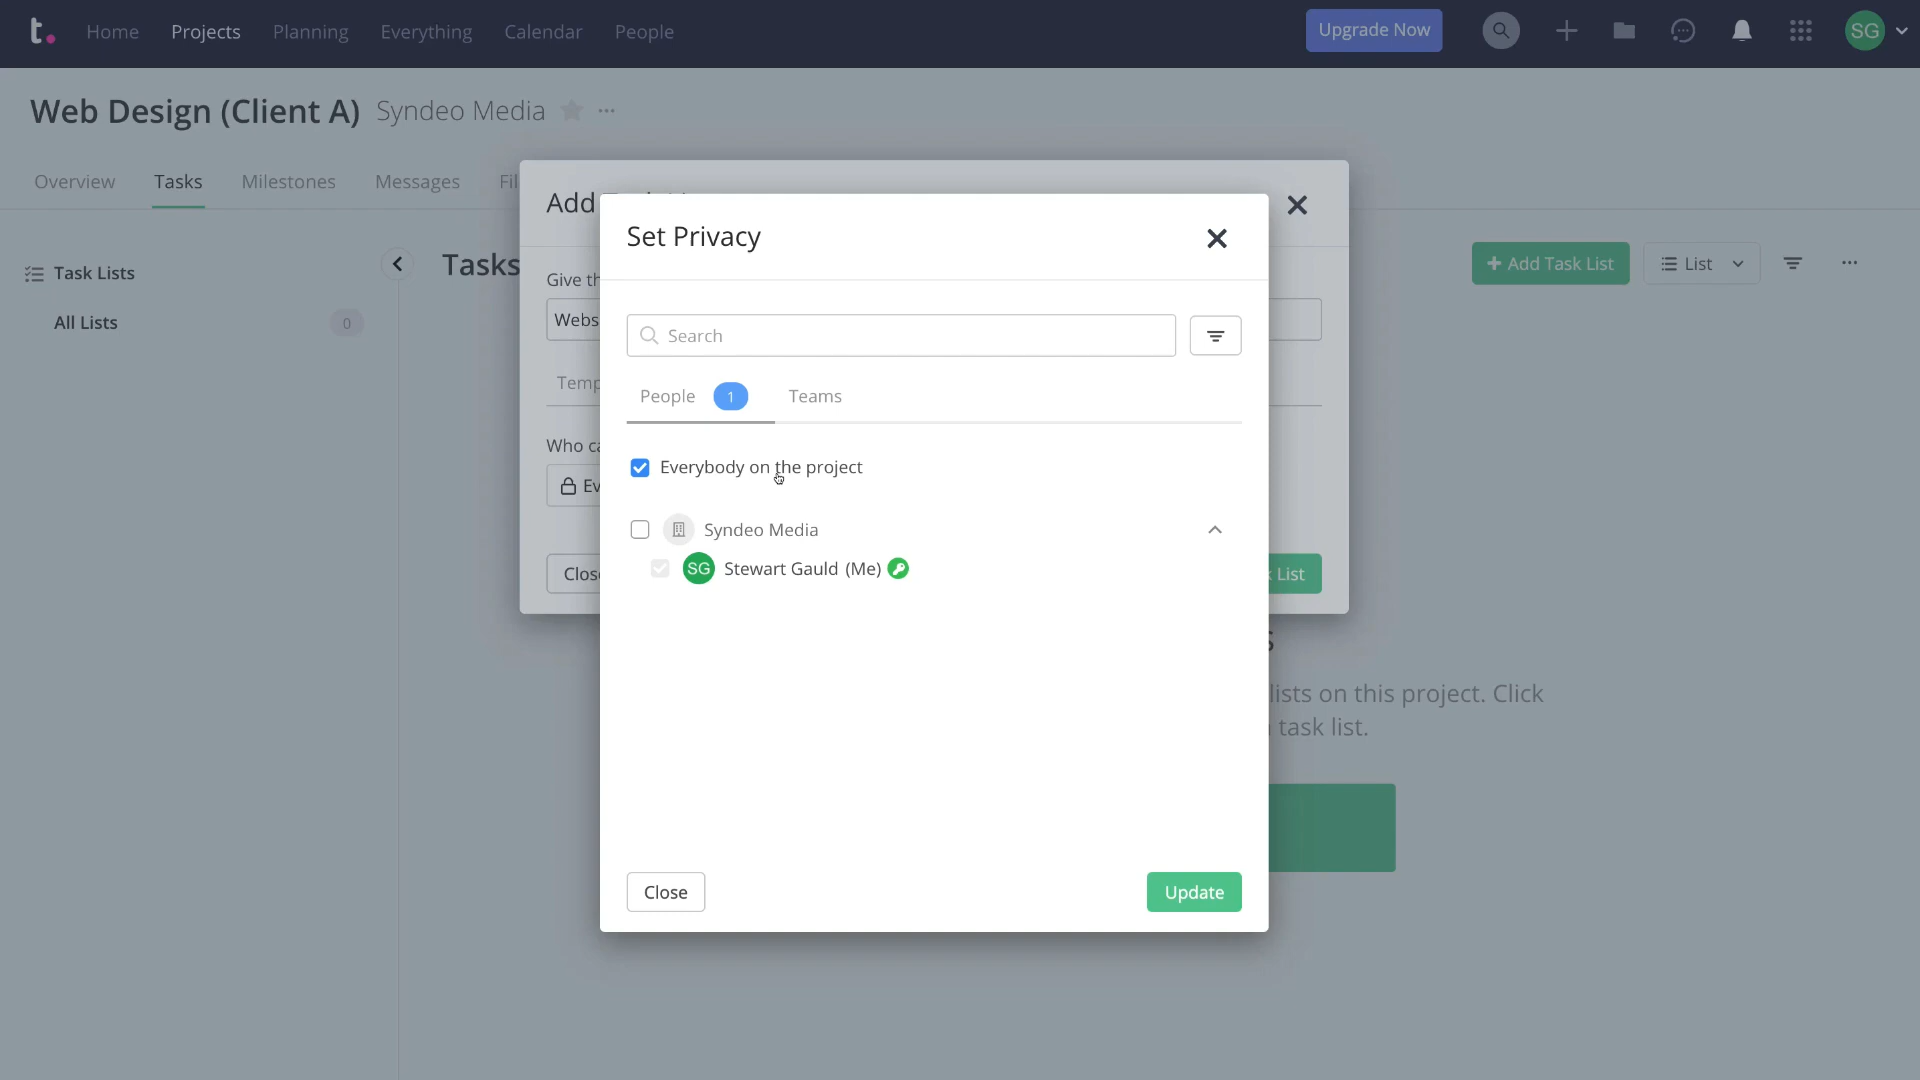 t.
Home
Projects
Planning
Everything
Calendar
People
Upgrade Now
SG
Web Design (Client A)
Syndeo Media
Overview
Tasks
Milestones
Messages
Task Lists
All Lists
0
Tasks
Add Task List
List
Add
Set Privacy
Search
People
1
Teams
Everybody on the project
Syndeo Media
SG
Stewart Gauld (Me)
Close
Update
List
lists on this project. Click
task list.